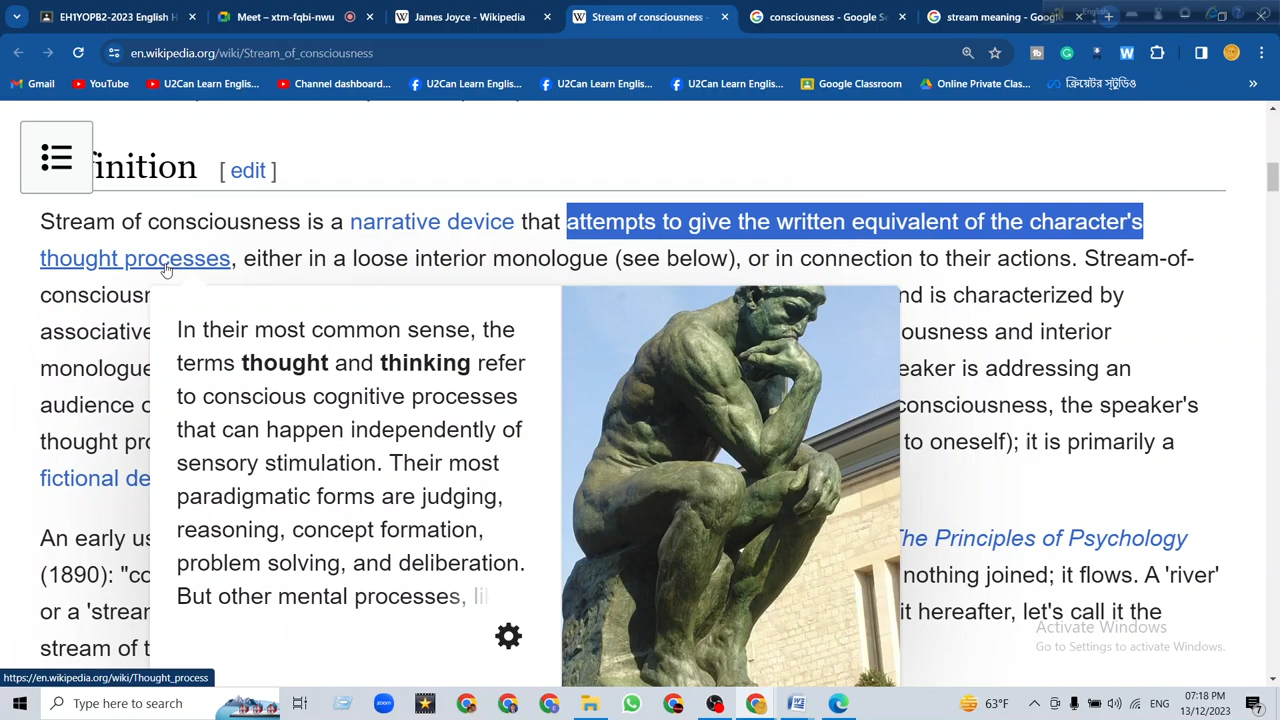 EH1YOPB2-2023 English H
Meet – xtm-fqbi-nwu
James Joyce - Wikipedia
Stream of consciousness -
consciousness - Google Se
stream meaning - Goog
en.wikipedia.org/wiki/Stream_of_consciousness
Gmail
YouTube
U2Can Learn Englis...
Channel dashboard...
U2Can Learn Englis...
U2Can Learn Englis...
U2Can Learn Englis...
Google Classroom
Online Private Clas...
ক্রিয়েটর স্টুডিও
finition [ edit ]
Stream of consciousness is a narrative device that attempts to give the written equivalent of the character's
thought processes, either in a loose interior monologue (see below), or in connection to their actions. Stream-of-
consciousn
nd is characterized by
associative
ousness and interior
monologue
eaker is addressing an
audience o
consciousness, the speaker's
thought pro
to oneself); it is primarily a
fictional de
In their most common sense, the
terms thought and thinking refer
to conscious cognitive processes
that can happen independently of
sensory stimulation. Their most
paradigmatic forms are judging,
reasoning, concept formation,
problem solving, and deliberation.
But other mental processes, li
An early us
The Principles of Psychology
(1890): "co
nothing joined; it flows. A 'river'
or a 'strear
it hereafter, let's call it the
stream of t
Activate Windows
Go to Settings to activate Windows.
https://en.wikipedia.org/wiki/Thought_process
Type here to search
zoom
63°F
ENG
07:18 PM
13/12/2023
7